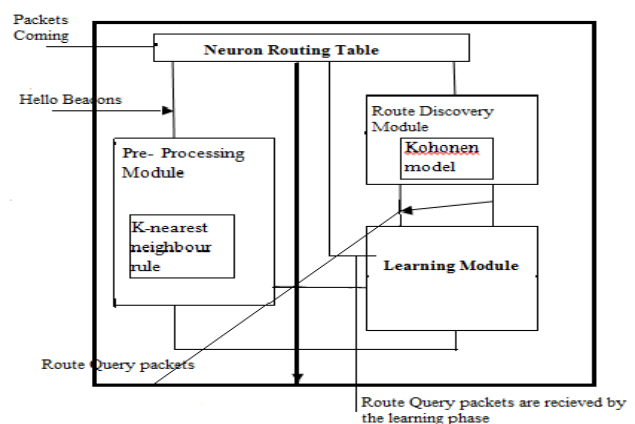 Packets
Coming
Neuron Routing Table
Hello Beacons
Route Discovery
Module
Kohonen
model
Pre- Processing
Module
K-nearest
neighbour
rule
Learning Module
Route Query packets
Route Query packets are recieved by
the learning phase